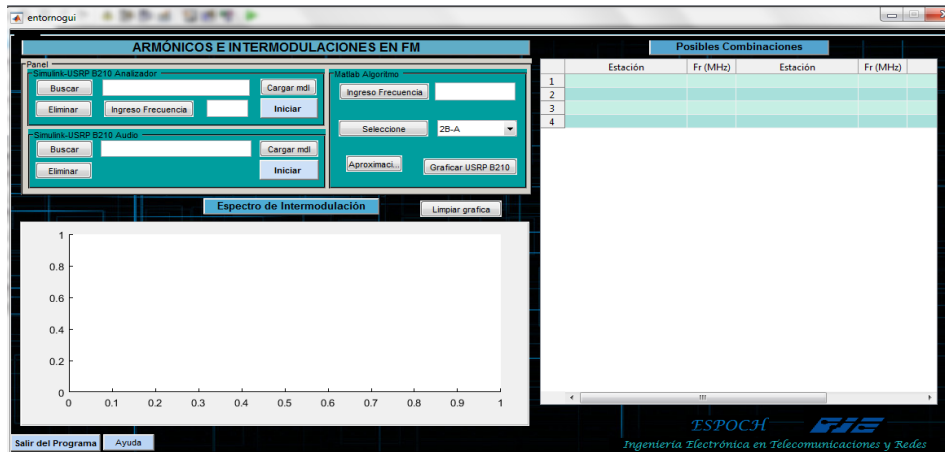 entornogui
ARMÓNICOS E INTERMODULACIONES EN FM
Panel
Simulink-USRP B210 Analizador
Buscar
Cargar mdl
Eliminar
Ingreso Frecuencia
Iniciar
Simulink-USRP B210 Audio
Buscar
Cargar mdl
Eliminar
Iniciar
Matlab Algoritmo
Ingreso Frecuencia
Seleccione
2B-A
Aproximaci...
Graficar USRP B210
Espectro de Intermodulación
Limpiar grafica
1
0.8
0.6
0.4
0.2
0
0 0.1 0.2 0.3 0.4 0.5 0.6 0.7 0.8 0.9 1
Posibles Combinaciones
Estación Fr (MHz) Estación Fr (MHz)
1
2
3
4
Salir del Programa
Ayuda
ESPOCH
FIE
Ingeniería Electrónica en Telecomunicaciones y Redes